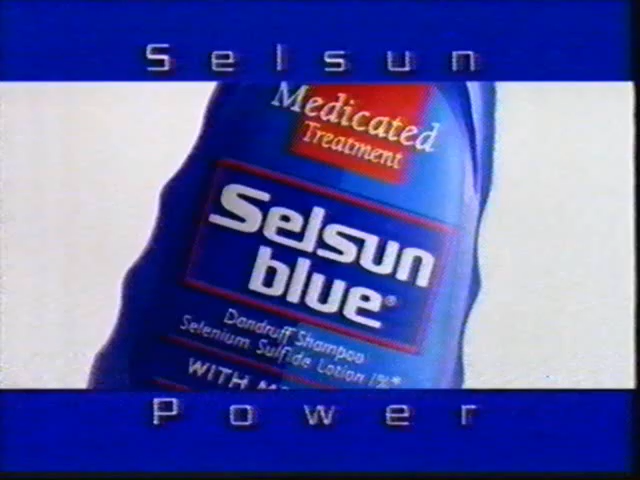 Selsun
Medicated
Treatment
Selsun
blue®
Dandruff Shampoo
Selenium Sulfide Lotion 1%*
WITH
Power